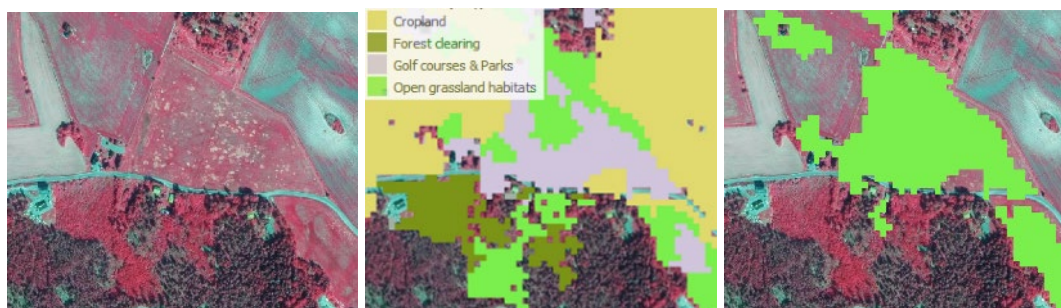 Cropland
Forest clearing
Golf courses & Parks
Open grassland habitats